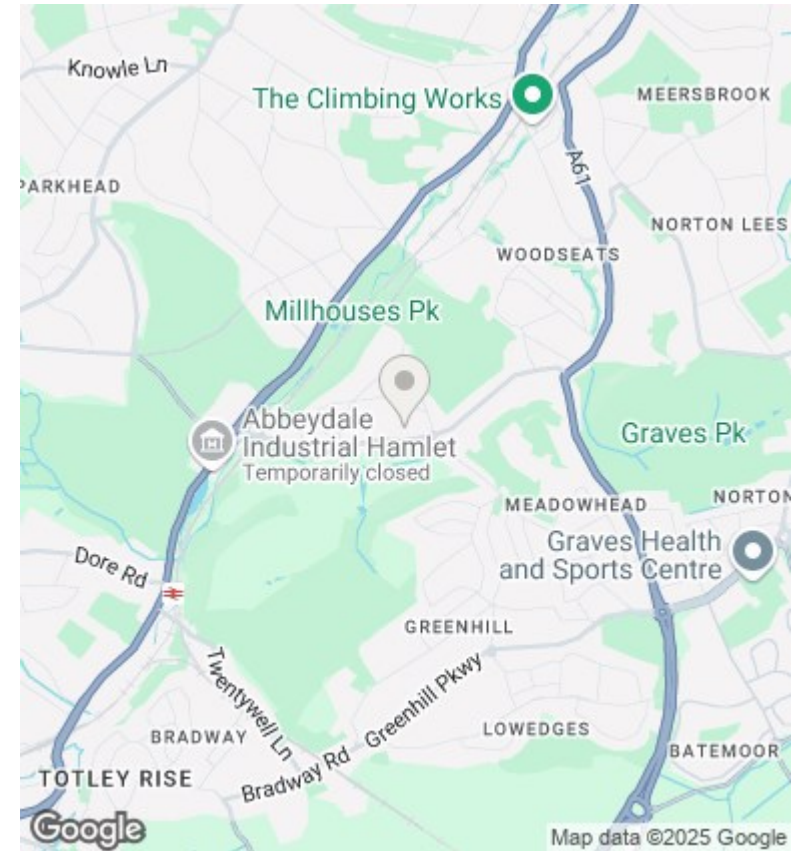 Knowle Ln
The Climbing Works
MEERSBROOK
PARKHEAD
A61
NORTON LEES
WOODSEATS
Millhouses Pk
Abbeydale
Industrial Hamlet
Temporarily closed
Graves Pk
MEADOWHEAD
NORTON
Graves Health
and Sports Centre
Dore Rd
GREENHILL
Twentywell Ln
Greenhill Pkwy
BRADWAY
LOWEDGES
Bradway Rd
BATEMOOR
TOTLEY RISE
Google
Map data ©2025 Google